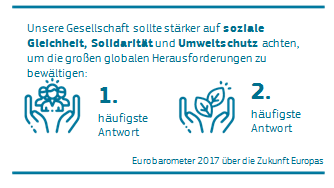 Unsere Gesellschaft sollte stärker auf soziale
Gleichheit, Solidarität und Umweltschutz achten,
um die großen globalen Herausforderungen zu
bewältigen:
1.
häufigste
Antwort
2.
häufigste
Antwort
Eurobarometer 2017 über die Zukunft Europas